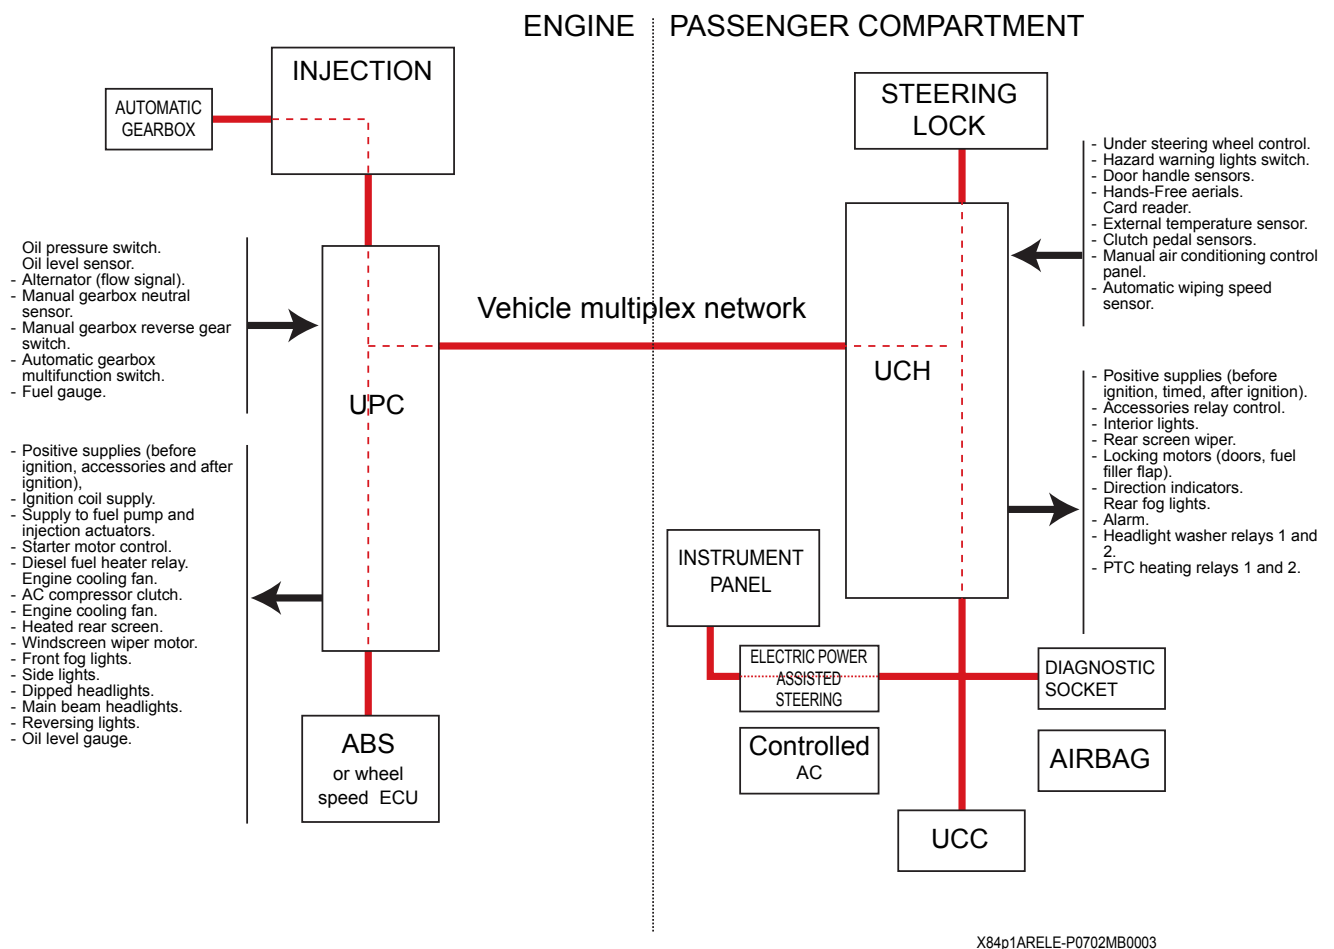 ENGINE
PASSENGER COMPARTMENT
INJECTION
AUTOMATIC
GEARBOX
STEERING
LOCK
- Under steering wheel control.
- Hazard warning lights switch.
- Door handle sensors.
- Hands-Free aerials.
Card reader.
- External temperature sensor.
- Clutch pedal sensors.
- Manual air conditioning control
panel.
- Automatic wiping speed
sensor.
Oil pressure switch.
Oil level sensor.
- Alternator (flow signal).
- Manual gearbox neutral
sensor.
- Manual gearbox reverse gear
switch.
- Automatic gearbox
multifunction switch.
- Fuel gauge.
Vehicle multiplex network
UPC
UCH
- Positive supplies (before
ignition, timed, after ignition).
- Accessories relay control.
- Interior lights.
- Rear screen wiper.
- Locking motors (doors, fuel
filler flap).
- Direction indicators.
Rear fog lights.
- Alarm.
- Headlight washer relays 1 and
2.
- PTC heating relays 1 and 2.
- Positive supplies (before
ignition, accessories and after
ignition),
- Ignition coil supply.
- Supply to fuel pump and
injection actuators.
- Starter motor control.
- Diesel fuel heater relay.
Engine cooling fan.
- AC compressor clutch.
- Engine cooling fan.
- Heated rear screen.
- Windscreen wiper motor.
- Front fog lights.
- Side lights.
- Dipped headlights.
- Main beam headlights.
- Reversing lights.
- Oil level gauge.
INSTRUMENT
PANEL
ELECTRIC POWER
ASSISTED
STEERING
DIAGNOSTIC
SOCKET
ABS
or wheel
speed ECU
Controlled
AC
AIRBAG
UCC
X84p1ARELE-P0702MB0003